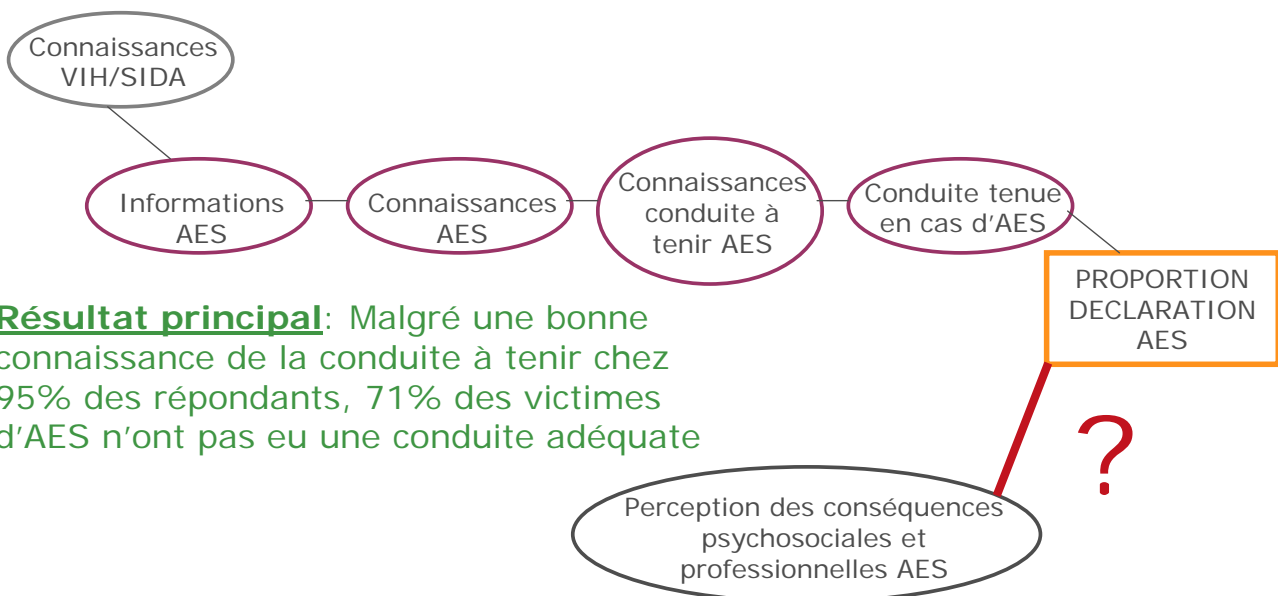 Connaissances
VIH/SIDA
Informations
AES
Connaissances
AES
Connaissances
conduite à
tenir AES
Conduite tenue
en cas d'AES
PROPORTION
DECLARATION
AES
Résultat principal: Malgré une bonne
connaissance de la conduite à tenir chez
95% des répondants, 71% des victimes
d'AES n'ont pas eu une conduite adéquate
?
Perception des conséquences
psychosociales et
professionnelles AES